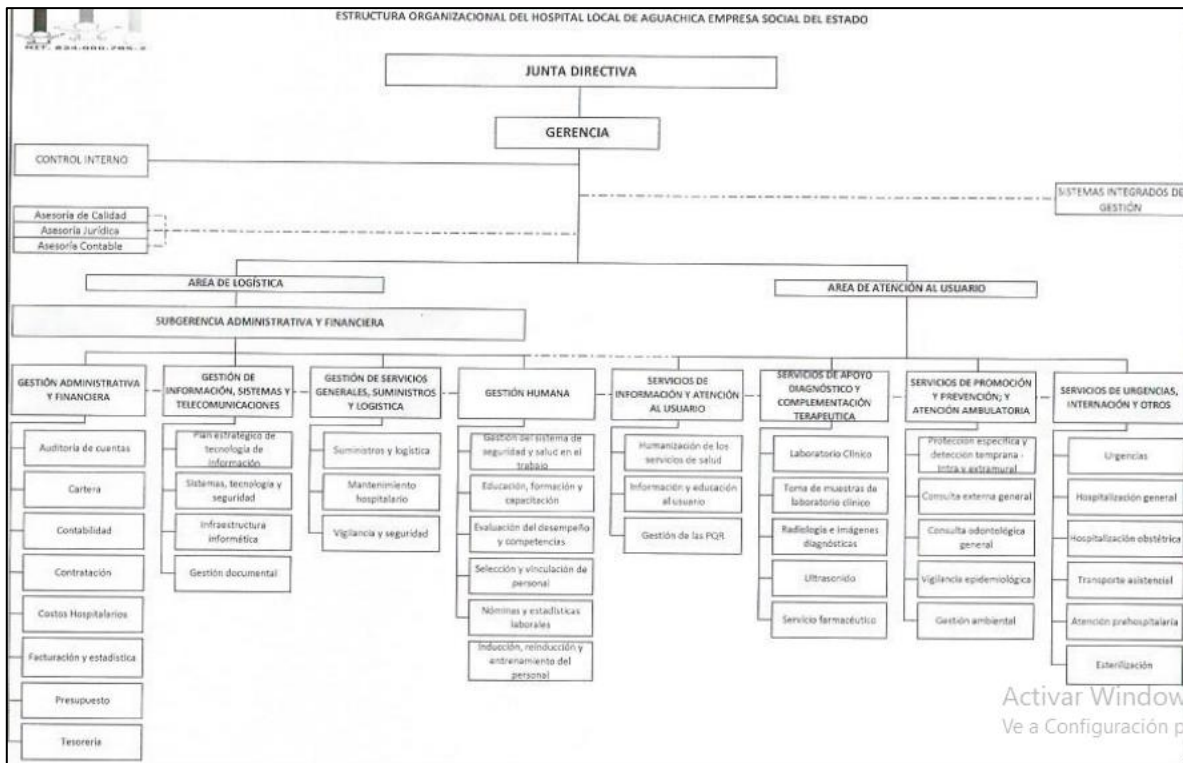 ESTRUCTURA ORGANIZACIONAL DEL HOSPITAL LOCAL DE AGUACHICA EMPRESA SOCIAL DEL ESTADO
JUNTA DIRECTIVA
GERENCIA
CONTROL INTERNO
SISTEMAS INTEGRADOS DE
GESTIÓN
Asesoría de Calidad
Asesoría Jurídica
Asesoría Contable
AREA DE LOGÍSTICA
AREA DE ATENCIÓN AL USUARIO
SUBGERENCIA ADMINISTRATIVA Y FINANCIERA
GESTIÓN ADMINISTRATIVA
Y FINANCIERA
Auditoría de cuentas
Cartera
Contabilidad
Contratación
Costos Hospitalarios
Facturación y estadística
Presupuesto
Tesorería
GESTIÓN DE
INFORMACIÓN, SISTEMAS Y
TELECOMUNICACIONES
Plan estratégico de
tecnología de
información
Sistemas, tecnología y
seguridad
Infraestructura
informética
Gestión documental
GESTIÓN DE SERVICIOS
GENERALES, SUMINISTROS
Y LOGISTICA
Suministros y logística
Mantenimiento
hospitalario
Vigilancia y seguridad
GESTIÓN HUMANA
Gestión del sistema de
seguridad y salud en el
trabajo
Educación, formación y
capacitación
Evaluación del desempeño
y competencias
Selección y vinculación de
personal
Nóminas y estadísticas
laborales
Inducción, reinducción y
entrenamiento del
personal
SERVICIOS DE
INFORMACIÓN Y ATENCIÓN
AL USUARIO
Humanización de los
servicios de salud
Información y educación
al usuario
Gestión de las PQR
SERVICIOS DE APOYO
DIAGNÓSTICO Y
COMPLEMENTACIÓN
TERAPEUTICA
Laboratorio Clínico
Toma de muestras de
laboratorio clínico
Radiología e imágenes
diagnósticas
Ultrasonido
Servicio farmacéutico
SERVICIOS DE PROMOCIÓN
Y PREVENCIÓN; Y
ATENCIÓN AMBULATORIA
Protección específica y
detección temprana -
Intra y extramural
Consulta externa general
Consulta odontológica
general
Vigilancia epidemiológica
Gestión ambiental
SERVICIOS DE URGENCIAS,
INTERNACIÓN Y OTROS
Urgencias
Hospitalización general
Hospitalización obstétrica
Transporte asistencial
Atención prehospitalaria
Esterilización
Activar Window
Ve a Configuración p